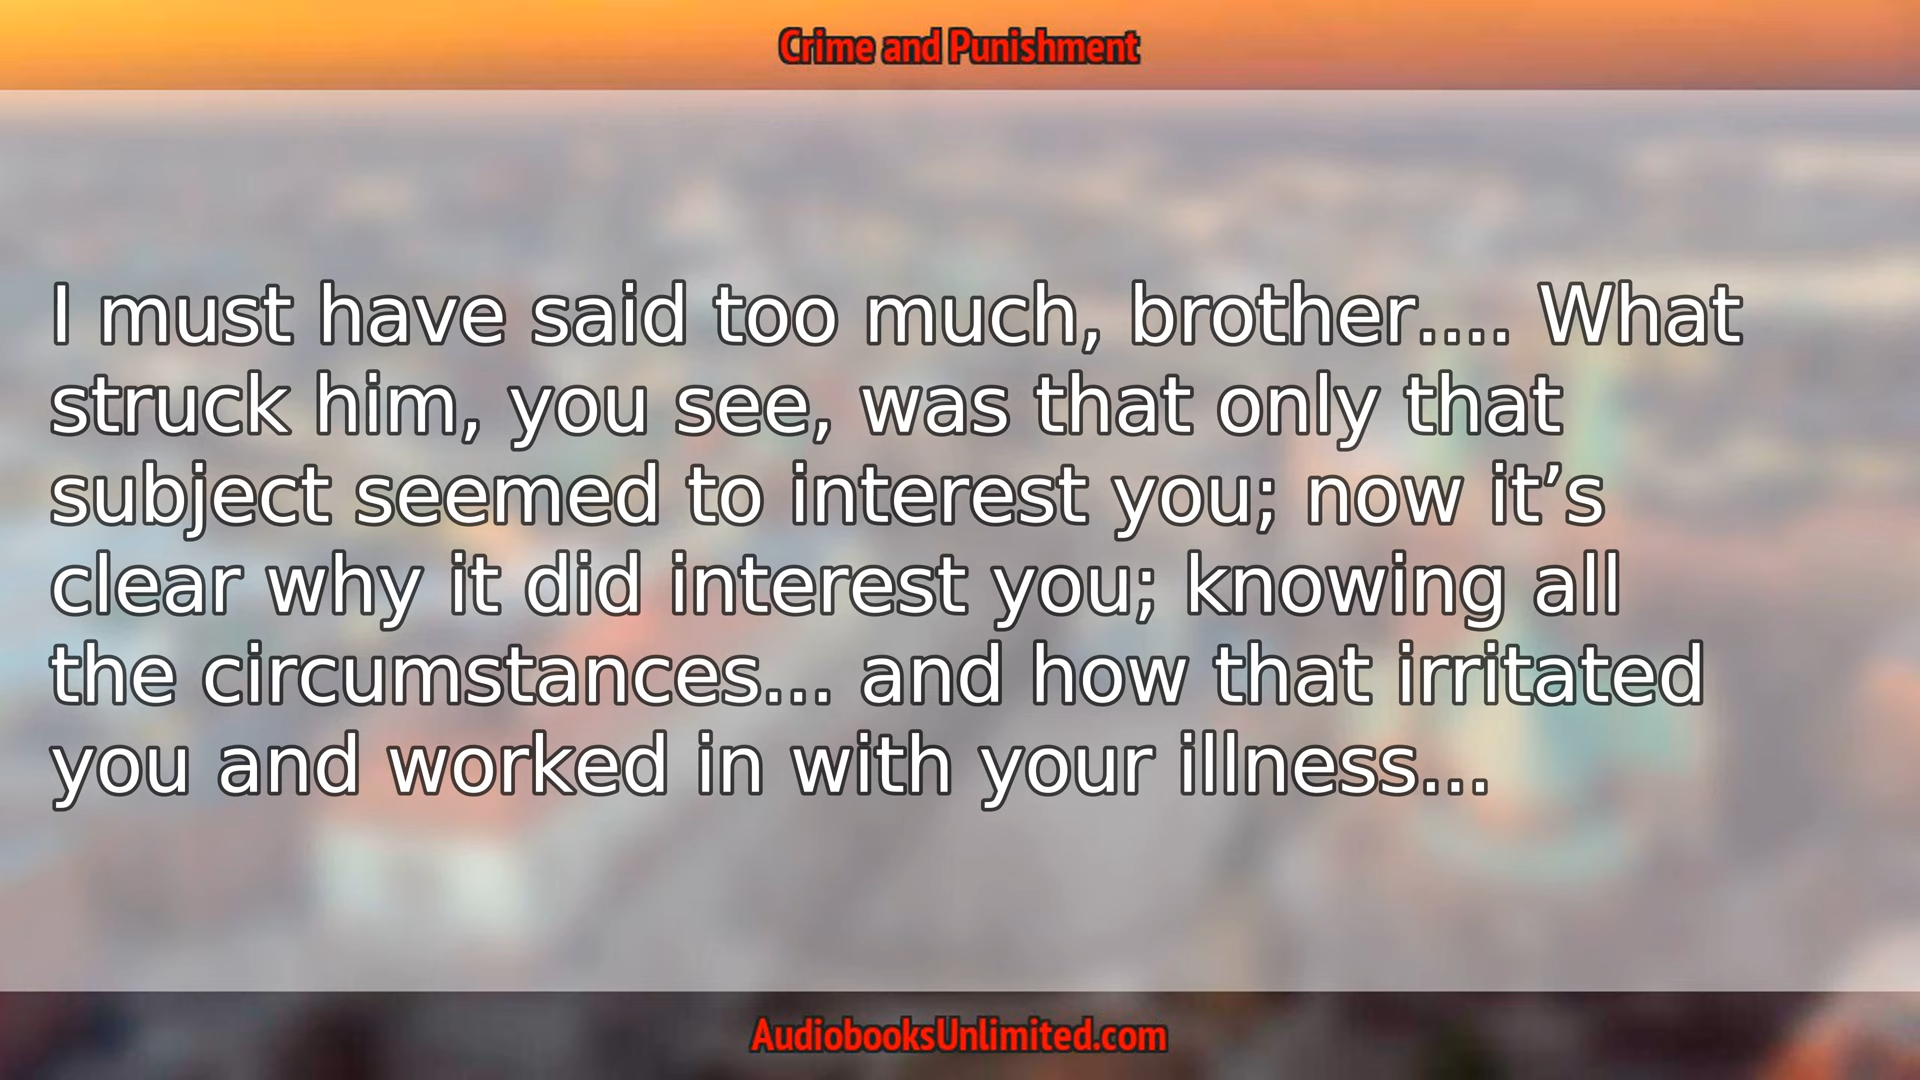 Crime and Punishment
I must have said too much, brother.... What
struck him, you see, was that only that
subject seemed to interest you; now it’s
clear why it did interest you; knowing all
the circumstances... and how that irritated
you and worked in with your illness...
AudiobooksUnlimited.com